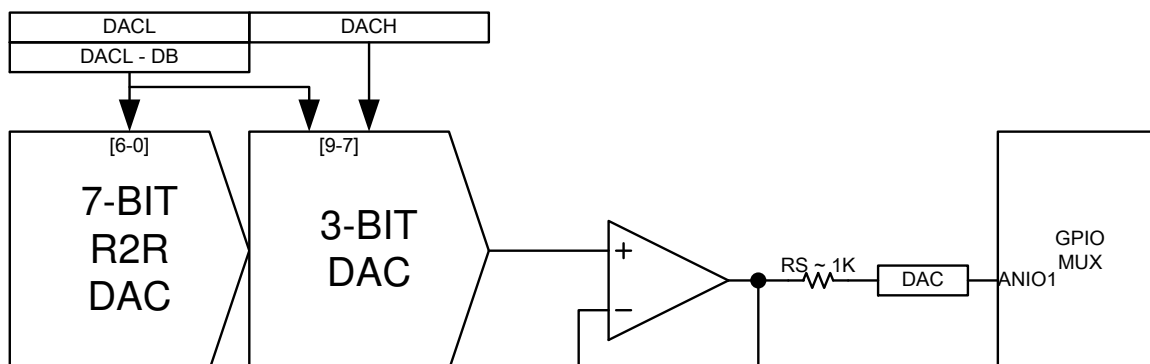 DACL DACH
DACL - DB
[6-0] [9-7]
7-BIT
R2R
DAC
3-BIT
DAC
+
−
RS ~ 1K
DAC
ANIO1
GPIO
MUX